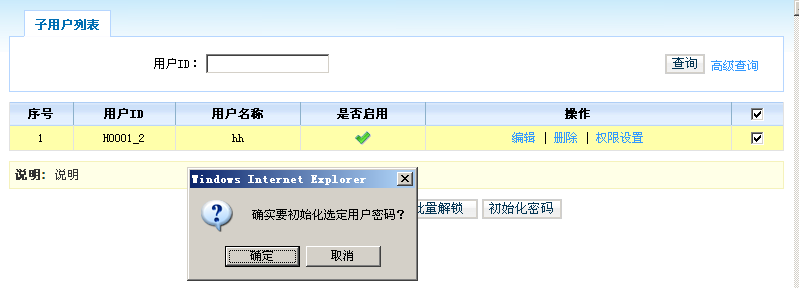 子用户列表
用户ID： 查询 高级查询
序号 用户ID 用户名称 是否启用 操作
1 H0001_2 hh 编辑 | 删除 | 权限设置
说明: 说明
Windows Internet Explorer
确实要初始化选定用户密码？
确定 取消
批量解锁 初始化密码